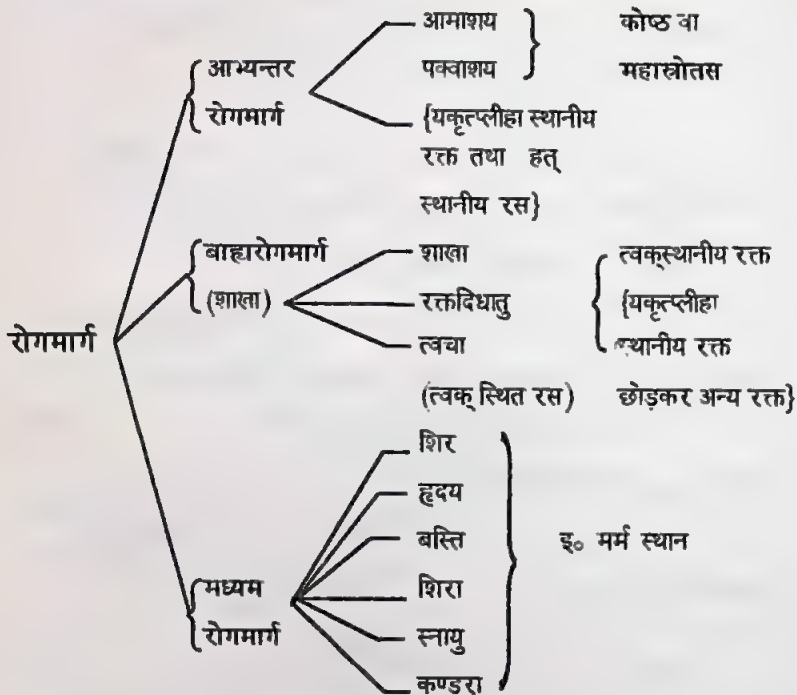 आमाशय } कोष्ठ वा
{ आभ्यन्तर पक्वाशय } महास्रोतस
{ रोगमार्ग {यकृत्प्लीहा स्थानीय
रक्त तथा हृत्
स्थानीय रस}
{ बाह्यरोगमार्ग शाखा { त्वक्स्थानीय रक्त
{ (शाखा) रक्तदिधातु {यकृत्प्लीहा
रोगमार्ग त्वचा स्थानीय रक्त
(त्वक् स्थित रस) छोड़कर अन्य रक्त}
शिर
हृदय
बस्ति } इ० मर्म स्थान
{ मध्यम शिरा
{ रोगमार्ग स्नायु
कण्डरा